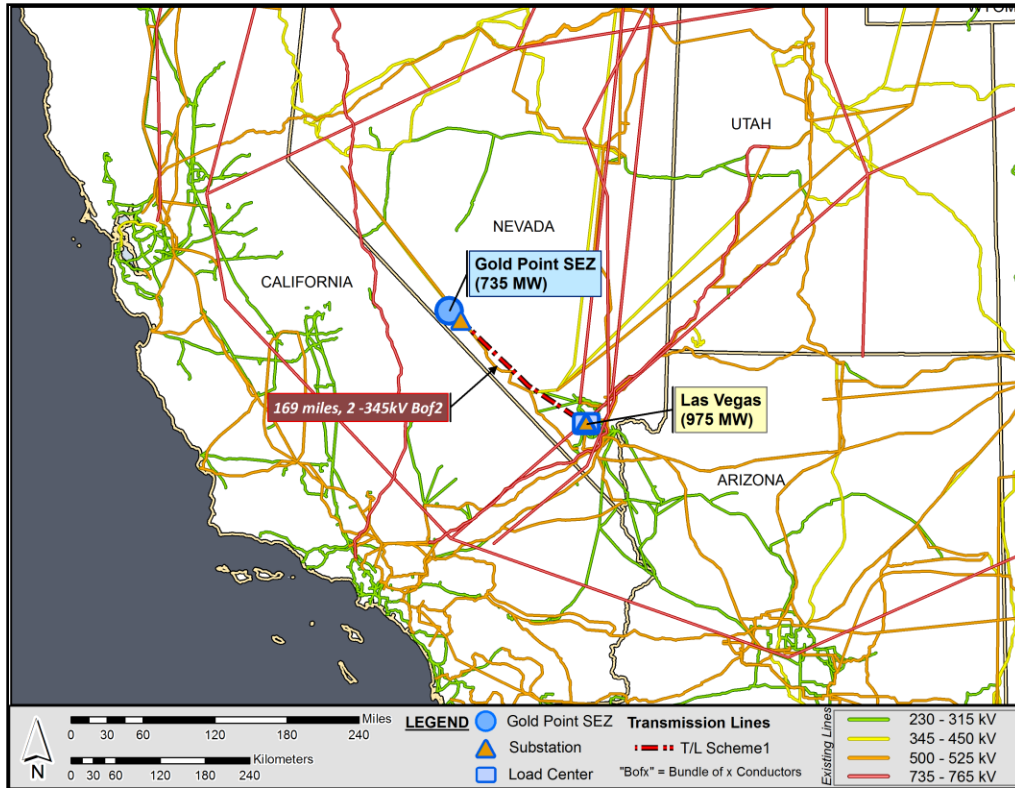 WYOM
UTAH
NEVADA
Gold Point SEZ
(735 MW)
CALIFORNIA
169 miles, 2 -345kV Bof2
Las Vegas
(975 MW)
ARIZONA
N
Miles
0 30 60 120 180 240
Kilometers
0 30 60 120 180 240
LEGEND
Gold Point SEZ
Substation
Load Center
Transmission Lines
T/L Scheme1
"Bofx" = Bundle of x Conductors
Existing Lines
230 - 315 kV
345 - 450 kV
500 - 525 kV
735 - 765 kV